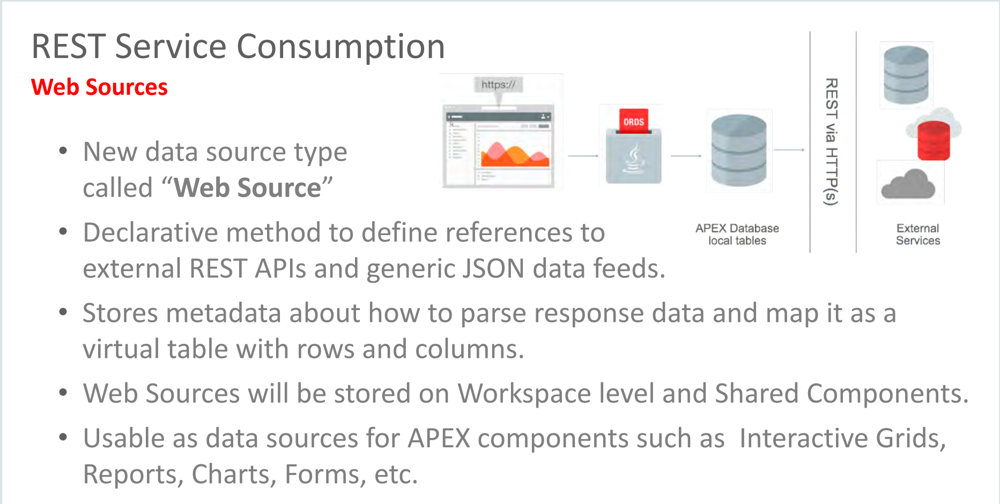 REST Service Consumption
Web Sources
https://
ORDS
REST via HTTP(s)
APEX Database
local tables
External
Services
• New data source type
called “Web Source”
• Declarative method to define references to
external REST APIs and generic JSON data feeds.
• Stores metadata about how to parse response data and map it as a
virtual table with rows and columns.
• Web Sources will be stored on Workspace level and Shared Components.
• Usable as data sources for APEX components such as  Interactive Grids,
Reports, Charts, Forms, etc.